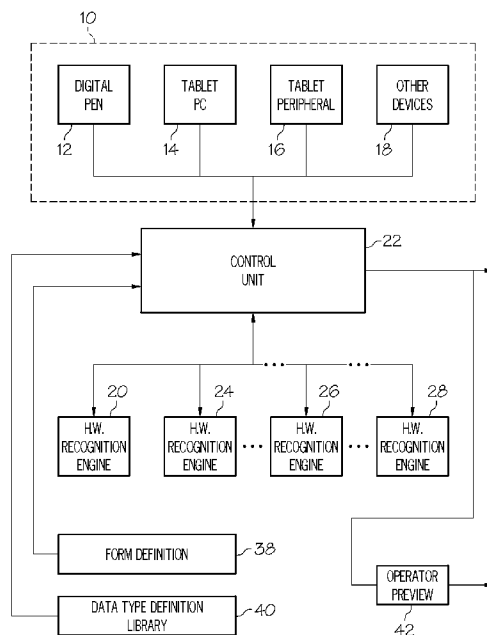 10
DIGITAL PEN
TABLET PC
TABLET PERIPHERAL
OTHER DEVICES
12
14
16
18
CONTROL UNIT
22
20
24
26
28
H.W. RECOGNITION ENGINE
H.W. RECOGNITION ENGINE
H.W. RECOGNITION ENGINE
H.W. RECOGNITION ENGINE
FORM DEFINITION
38
DATA TYPE DEFINITION LIBRARY
40
OPERATOR PREVIEW
42